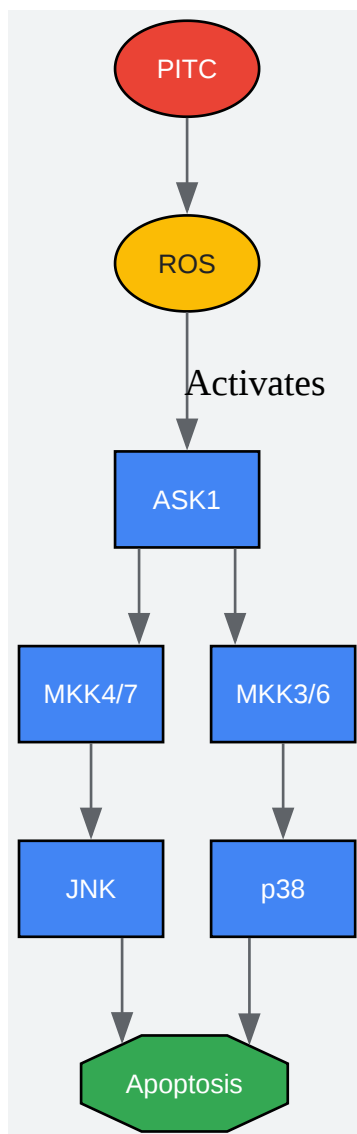 PITC
ROS
Activates
ASK1
MKK4/7
MKK3/6
JNK
p38
Apoptosis